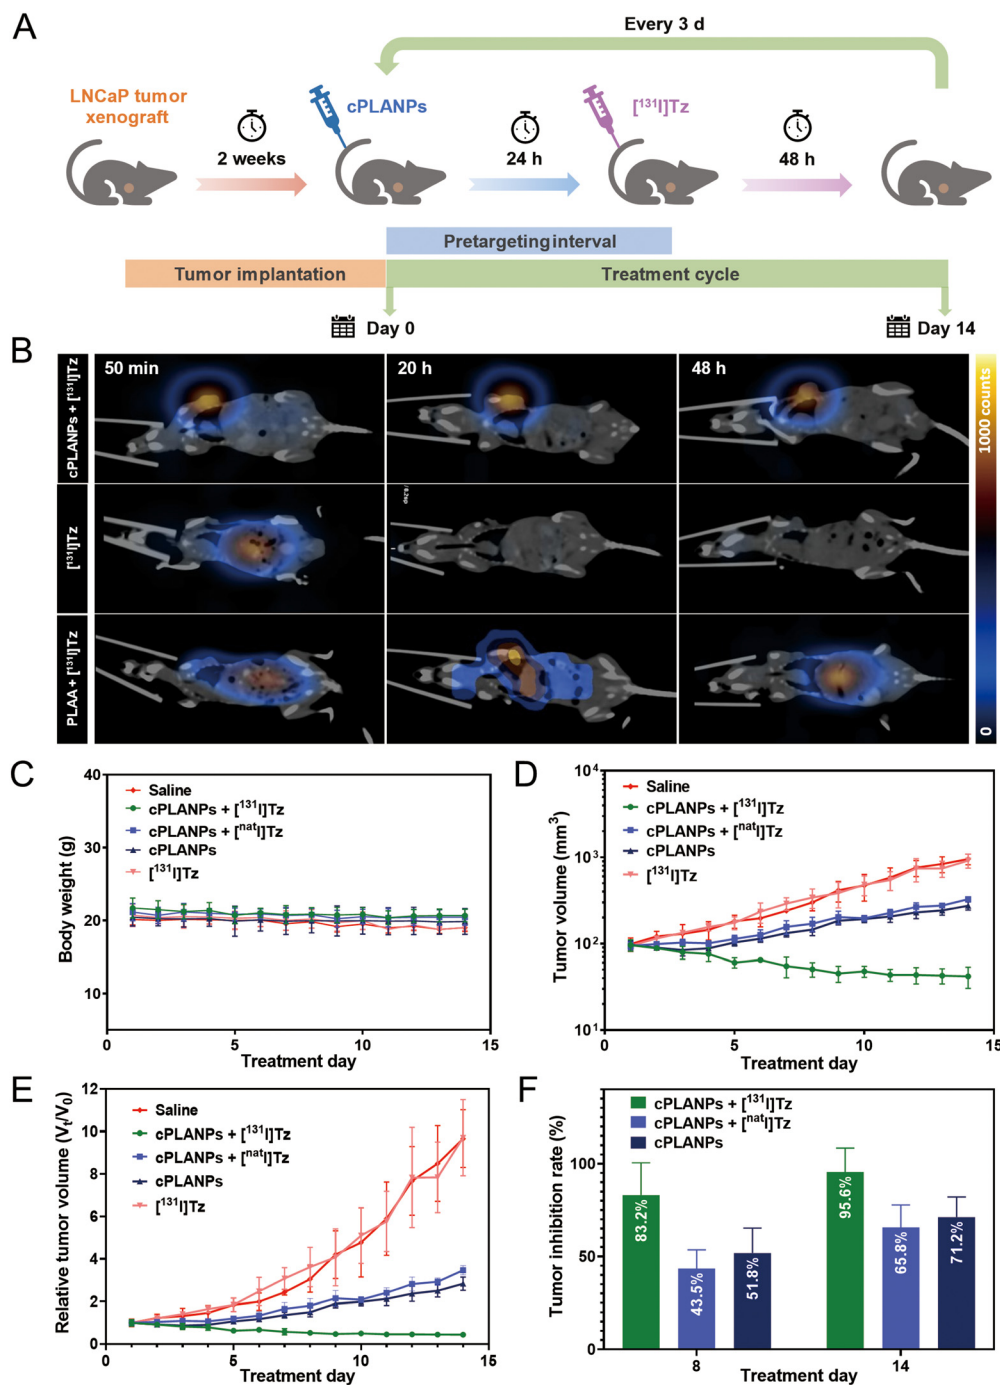 A
Every 3 d
LNCaP tumor
xenograft
cPLANPs
[¹³¹I]Tz
2 weeks
24 h
48 h
Pretargeting interval
Tumor implantation
Treatment cycle
Day 0
Day 14
B
cPLANPs + [¹³¹I]Tz
50 min
20 h
48 h
1000 counts
[¹³¹I]Tz
PLAA + [¹³¹I]Tz
0
C
Body weight (g)
40
30
20
10
Saline
cPLANPs + [¹³¹I]Tz
cPLANPs + [ⁿᵃᵗI]Tz
cPLANPs
[¹³¹I]Tz
0
5
10
15
Treatment day
D
Tumor volume (mm³)
10⁴
10³
10²
10¹
Saline
cPLANPs + [¹³¹I]Tz
cPLANPs + [ⁿᵃᵗI]Tz
cPLANPs
[¹³¹I]Tz
0
5
10
15
Treatment day
E
Relative tumor volume (Vₜ/V₀)
12
10
8
6
4
2
0
Saline
cPLANPs + [¹³¹I]Tz
cPLANPs + [ⁿᵃᵗI]Tz
cPLANPs
[¹³¹I]Tz
0
5
10
15
Treatment day
F
Tumor inhibition rate (%)
100
50
0
cPLANPs + [¹³¹I]Tz
cPLANPs + [ⁿᵃᵗI]Tz
cPLANPs
83.2%
43.5%
51.8%
95.6%
65.8%
71.2%
8
14
Treatment day